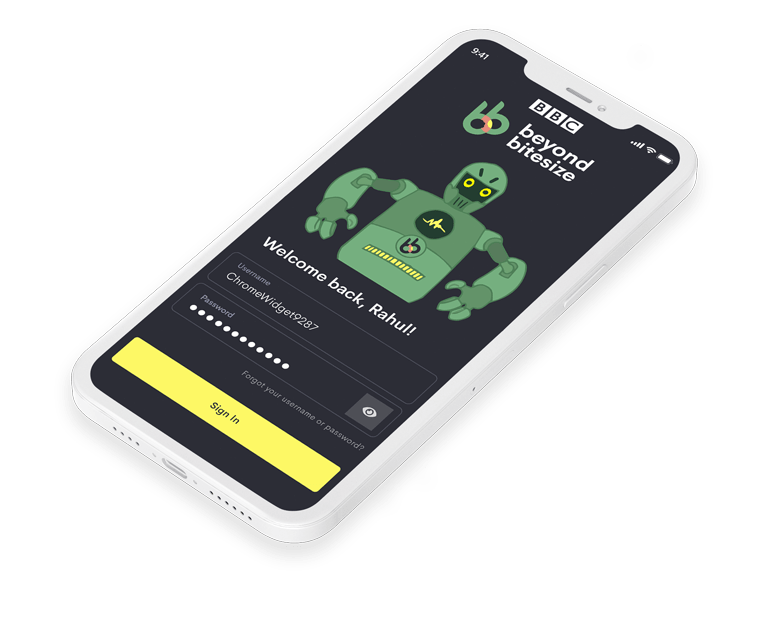 9:41
BBC
beyond
bitesize
Welcome back, Rahul!
Username
ChromeWidget9287
Password
Forgot your username or password?
Sign In